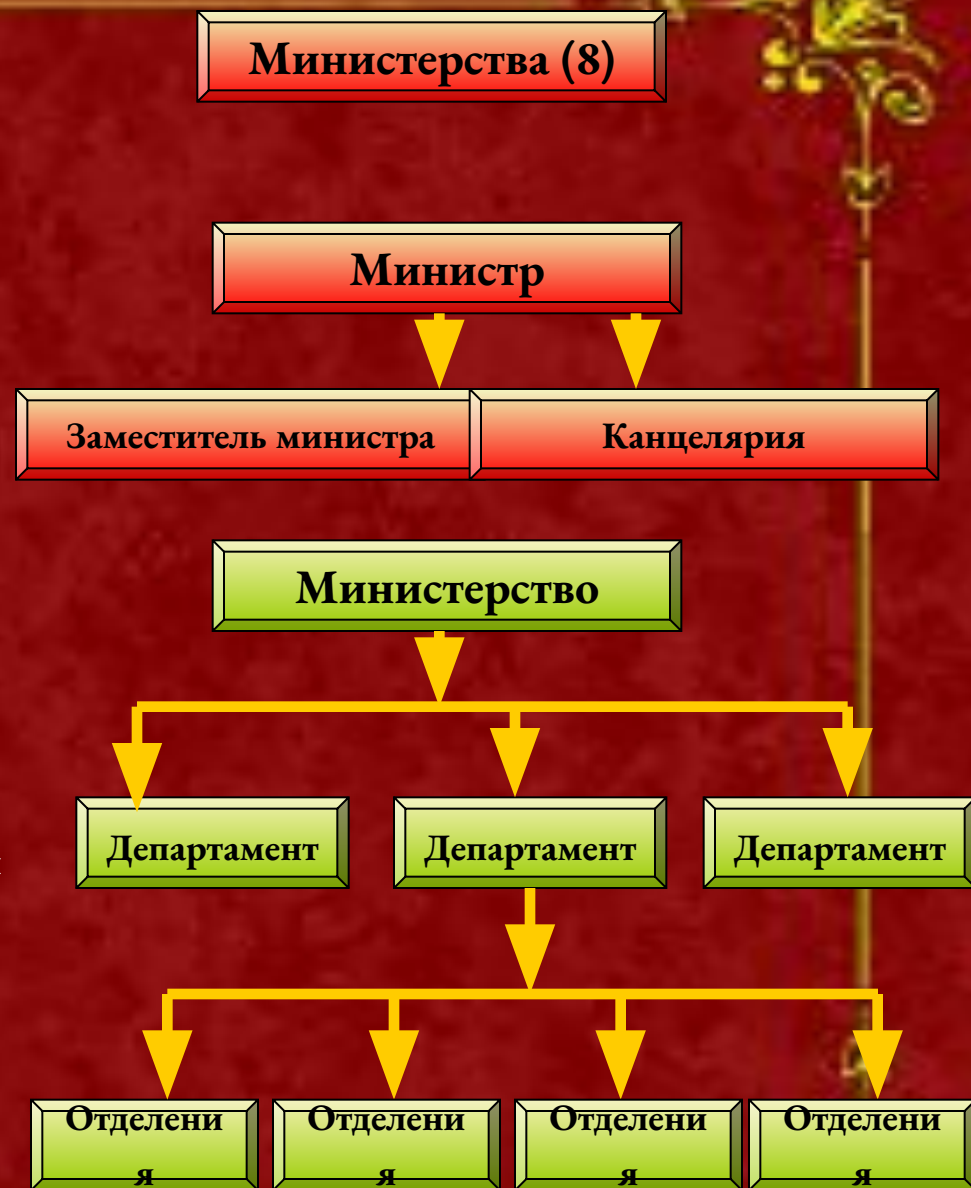 Министерства (8)
Министр
Заместитель министра
Канцелярия
Министерство
Департамент
Департамент
Департамент
Отделени
я
Отделени
я
Отделени
я
Отделени
я